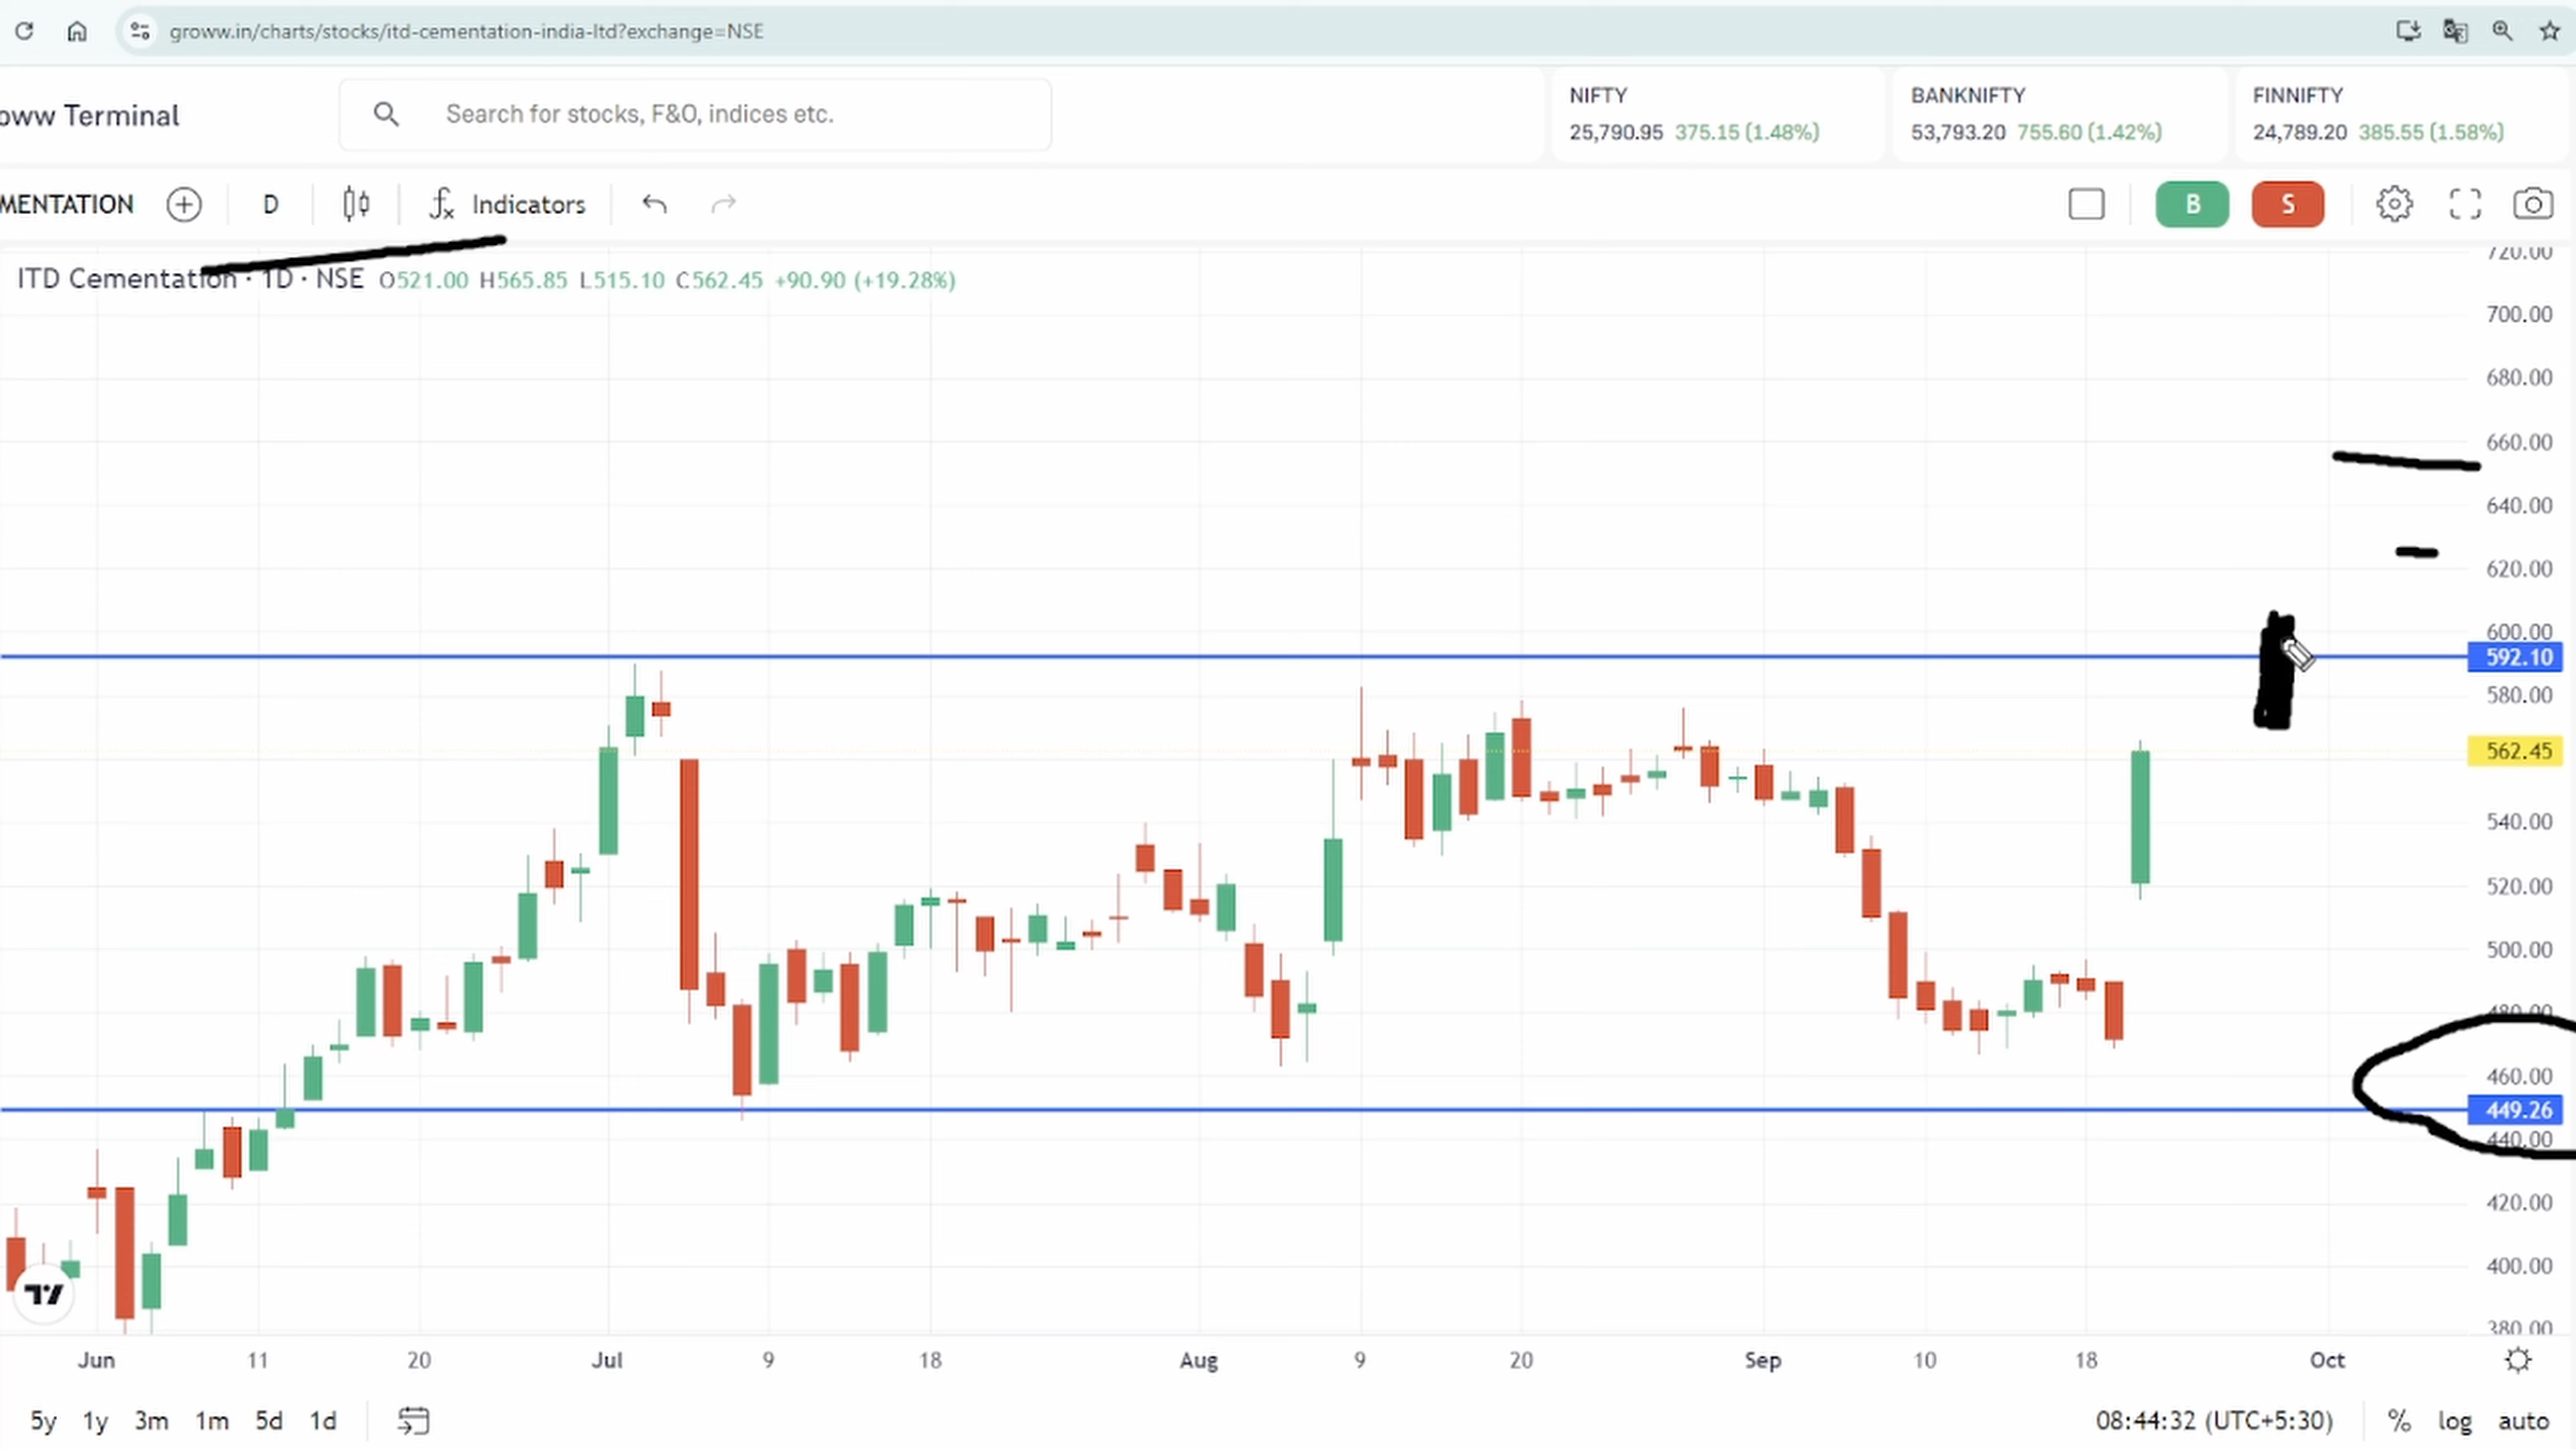 groww.in/charts/stocks/itd-cementation-india-ltd?exchange=NSE
oww Terminal
Search for stocks, F&O, indices etc.
NIFTY
25,790.95 375.15 (1.48%)
BANKNIFTY
53,793.20 755.60 (1.42%)
FINNIFTY
24,789.20 385.55 (1.58%)
MENTATION D Indicators B S
ITD Cementation · 1D · NSE O521.00 H565.85 L515.10 C562.45 +90.90 (+19.28%)
720.00
700.00
680.00
660.00
640.00
620.00
600.00
592.10
580.00
562.45
540.00
520.00
500.00
480.00
460.00
449.26
440.00
420.00
400.00
380.00
Jun 11 20 Jul 9 18 Aug 9 20 Sep 10 18 Oct
5y 1y 3m 1m 5d 1d 08:44:32 (UTC+5:30) % log auto